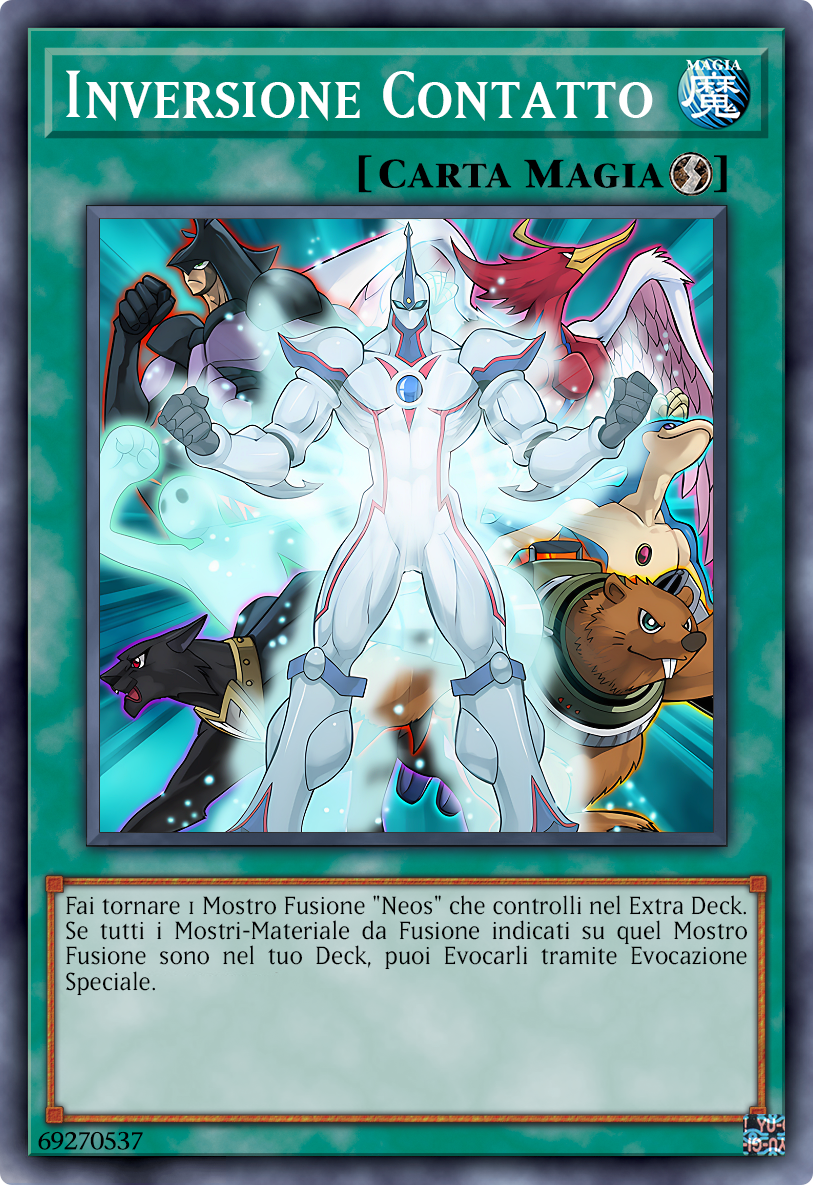 INVERSIONE CONTATTO
MAGIA
魔
[CARTA MAGIA]
Fai tornare 1 Mostro Fusione "Neos" che controlli nel Extra Deck.
Se tutti i Mostri-Materiale da Fusione indicati su quel Mostro
Fusione sono nel tuo Deck, puoi Evocarli tramite Evocazione
Speciale.
69270537